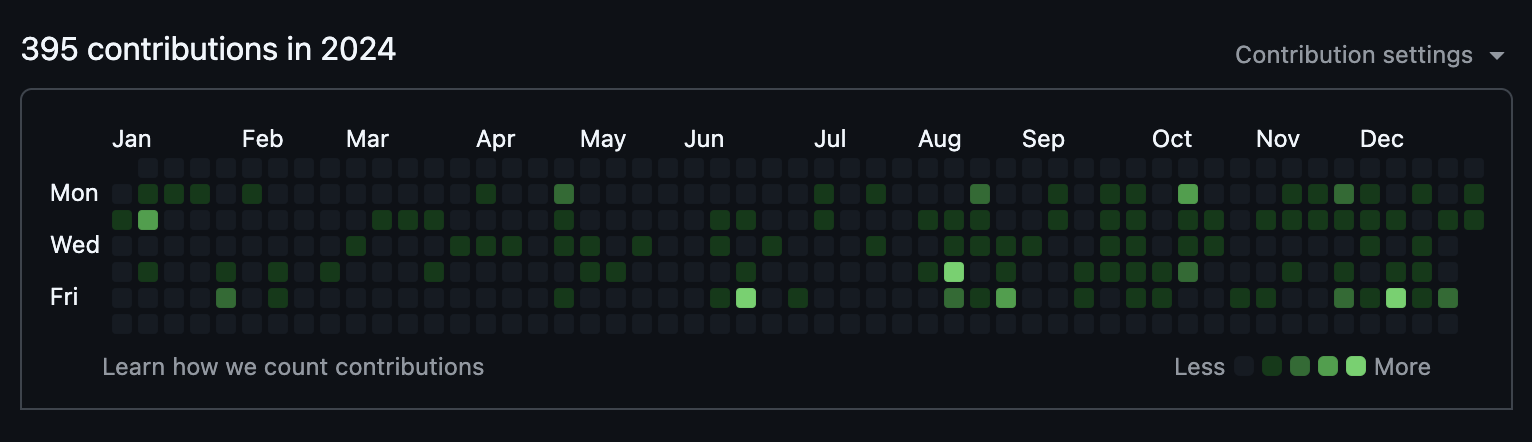 395 contributions in 2024
Contribution settings
Jan Feb Mar Apr May Jun Jul Aug Sep Oct Nov Dec
Mon
Wed
Fri
Learn how we count contributions
Less More